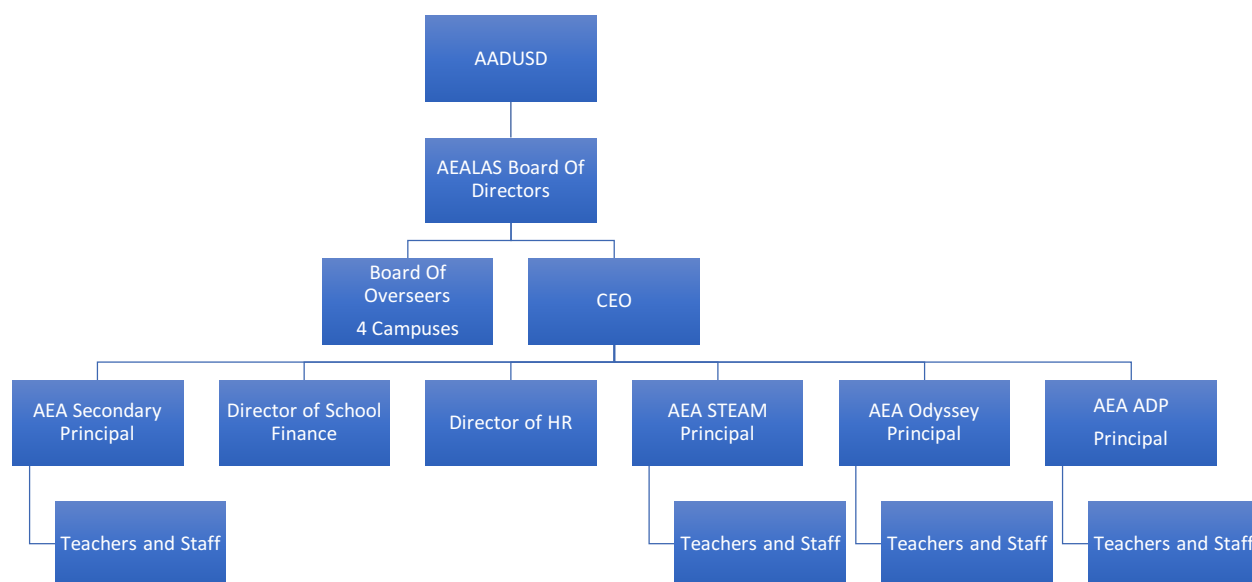 AADUSD
AEALAS Board Of
Directors
Board Of
Overseers
4 Campuses
CEO
AEA Secondary
Principal
Director of School
Finance
Director of HR
AEA STEAM
Principal
AEA Odyssey
Principal
AEA ADP
Principal
Teachers and Staff
Teachers and Staff
Teachers and Staff
Teachers and Staff